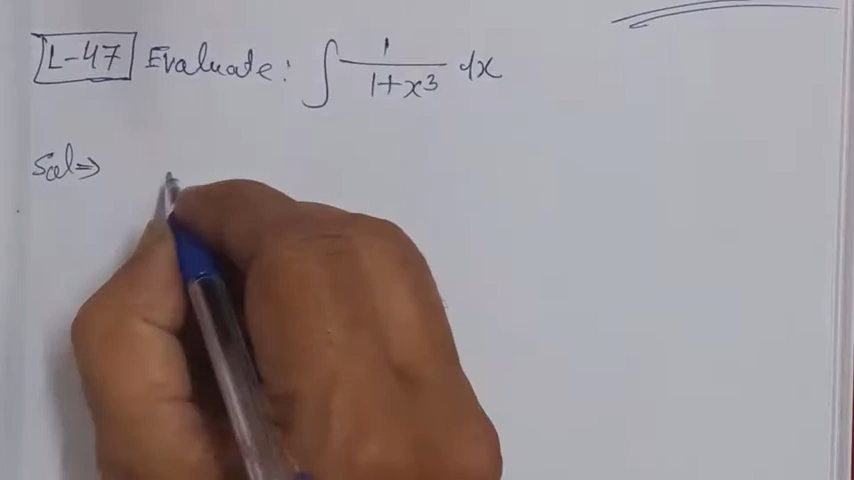 L-47 Evaluate: ∫ 1/(1+x³) dx
Sol⇒